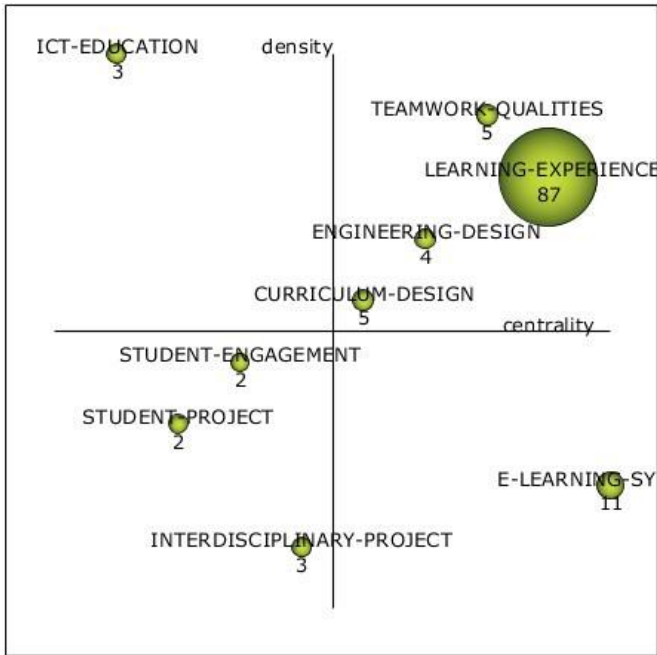 ICT-EDUCATION
3
density
TEAMWORK-QUALITIES
5
LEARNING-EXPERIENCE
87
ENGINEERING-DESIGN
4
CURRICULUM-DESIGN
5
centrality
STUDENT-ENGAGEMENT
2
STUDENT-PROJECT
2
E-LEARNING-SY
11
INTERDISCIPLINARY-PROJECT
3